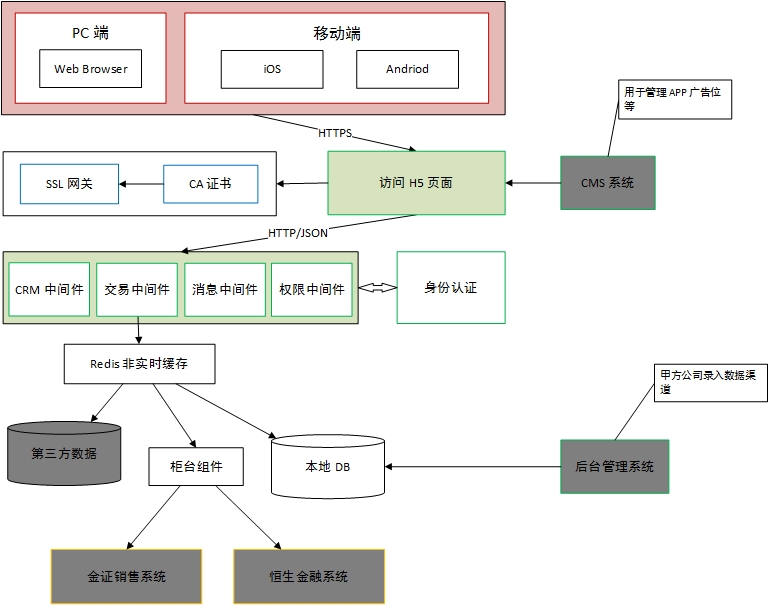 PC 端
移动端
Web Browser
iOS
Andriod
用于管理 APP 广告位
等
HTTPS
SSL 网关
CA 证书
访问 H5 页面
CMS 系统
HTTP/JSON
CRM 中间件
交易中间件
消息中间件
权限中间件
身份认证
Redis 非实时缓存
甲方公司录入数据渠
道
第三方数据
柜台组件
本地 DB
后台管理系统
金证销售系统
恒生金融系统